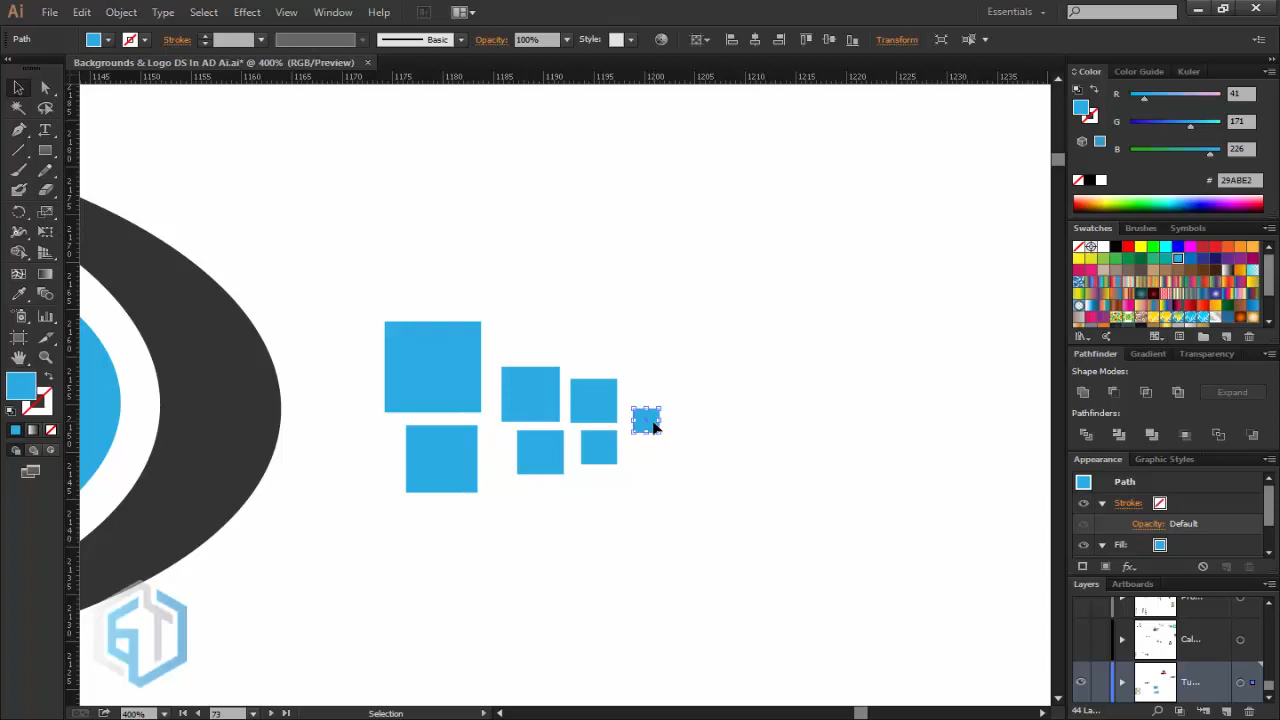 Ai File Edit Object Type Select Effect View Window Help Essentials
Path Stroke: Basic Opacity: 100% Style: Transform
Backgrounds & Logo DS In AD Ai.ai* @ 400% (RGB/Preview) ×
1145 1150 1155 1160 1165 1170 1175 1180 1185 1190 1195 1200 1205 1210 1215 1220 1225 1230 1235
Color Color Guide Kuler
R 41
G 171
B 226
# 29ABE2
Swatches Brushes Symbols
Pathfinder Gradient Transparency
Shape Modes:
Expand
Pathfinders:
Appearance Graphic Styles
Path
Stroke:
Opacity: Default
Fill:
Layers Artboards
Cal...
Tu...
44 La...
400% 73 Selection
GT